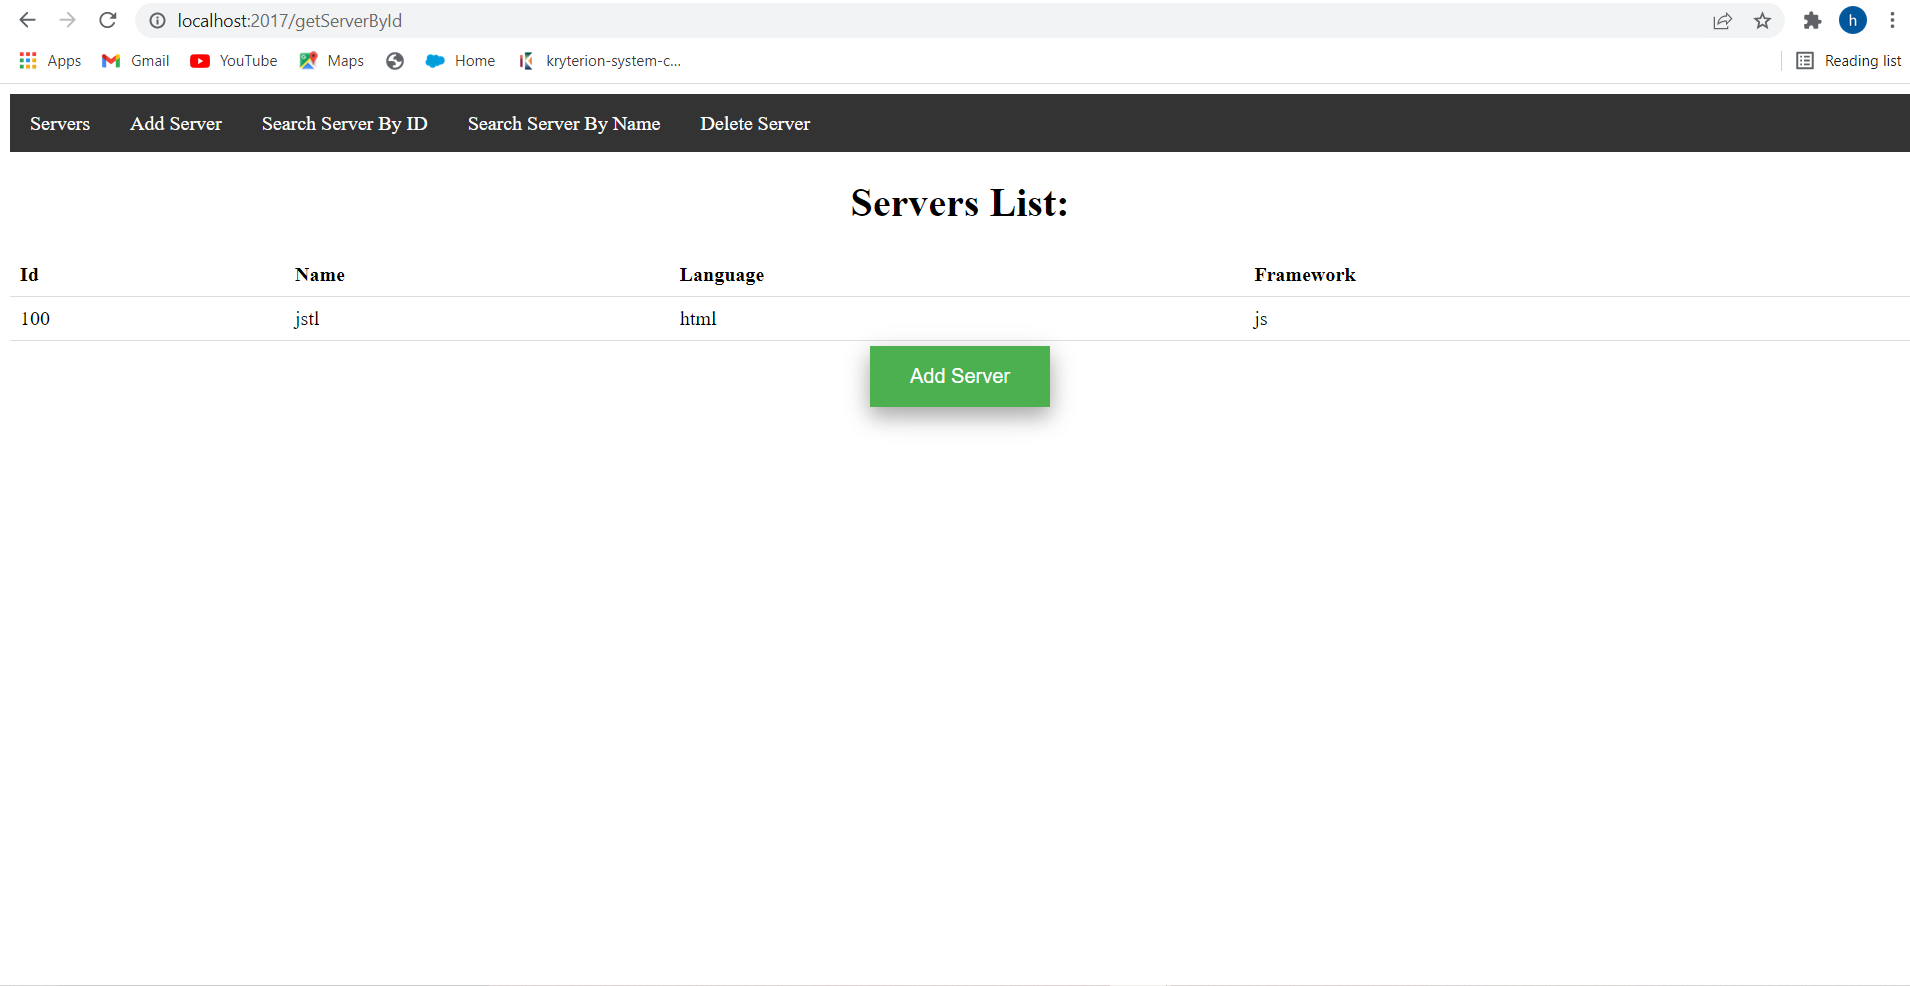 localhost:2017/getServerById
h
Apps Gmail YouTube Maps Home kryterion-system-c... Reading list
Servers Add Server Search Server By ID Search Server By Name Delete Server
Servers List:
Id Name Language Framework
100 jstl html js
Add Server